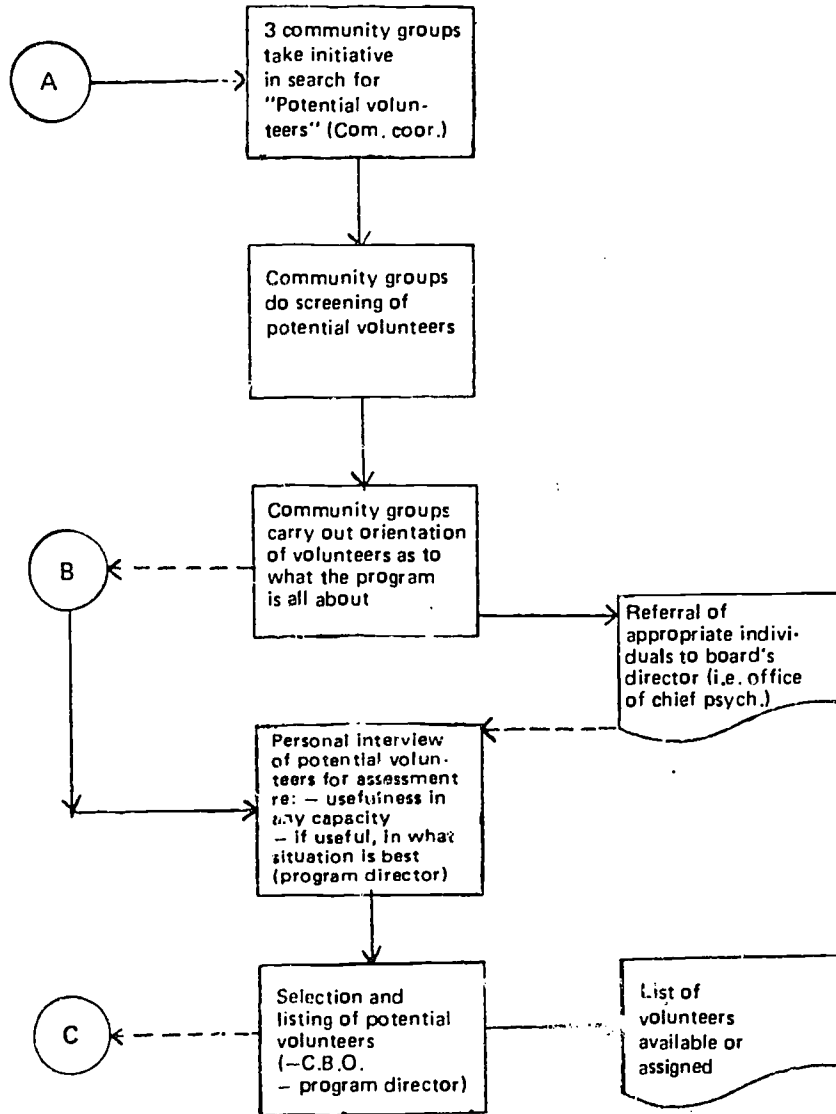 3 community groups
take initiative
in search for
"Potential volun-
teers" (Com. coor.)
A
Community groups
do screening of
potential volunteers
Community groups
carry out orientation
of volunteers as to
what the program
is all about
B
Referral of
appropriate indivi-
duals to board's
director (i.e. office
of chief psych.)
Personal interview
of potential volun-
teers for assessment
re: – usefulness in
any capacity
– if useful, in what
situation is best
(program director)
Selection and
listing of potential
volunteers
(–C.B.O.
– program director)
C
List of
volunteers
available or
assigned